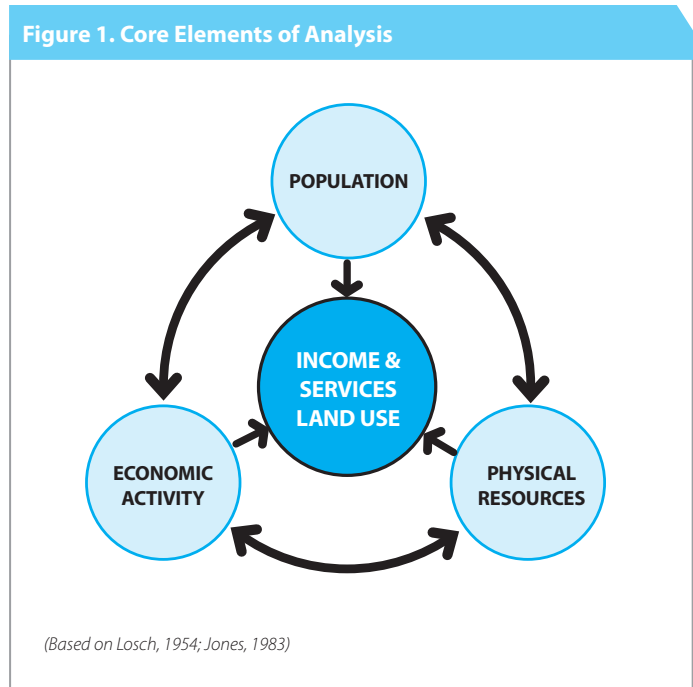 Figure 1. Core Elements of Analysis
POPULATION
INCOME &
SERVICES
LAND USE
ECONOMIC
ACTIVITY
PHYSICAL
RESOURCES
(Based on Losch, 1954; Jones, 1983)